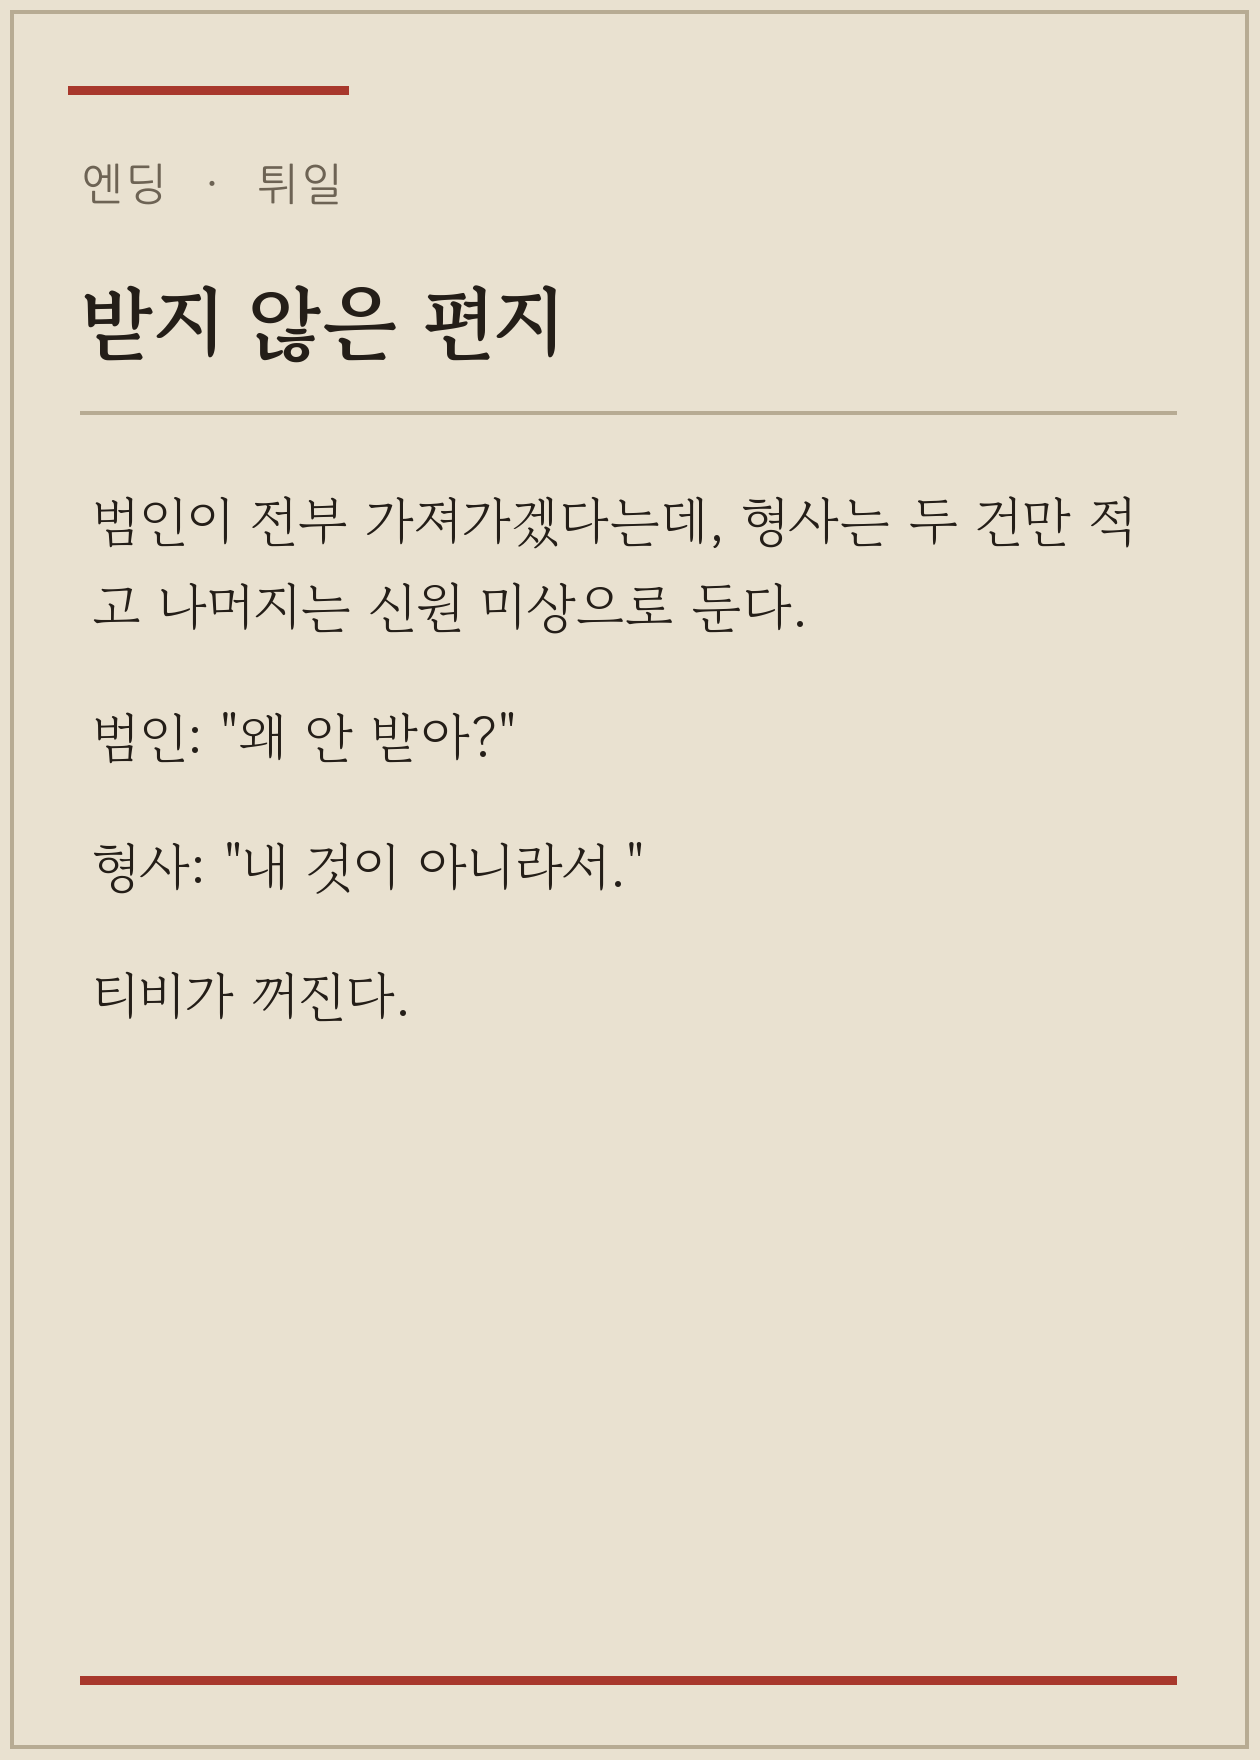 엔딩 · 튀일
받지 않은 편지
범인이 전부 가져가겠다는데, 형사는 두 건만 적
고 나머지는 신원 미상으로 둔다.
범인: "왜 안 받아?"
형사: "내 것이 아니라서."
티비가 꺼진다.